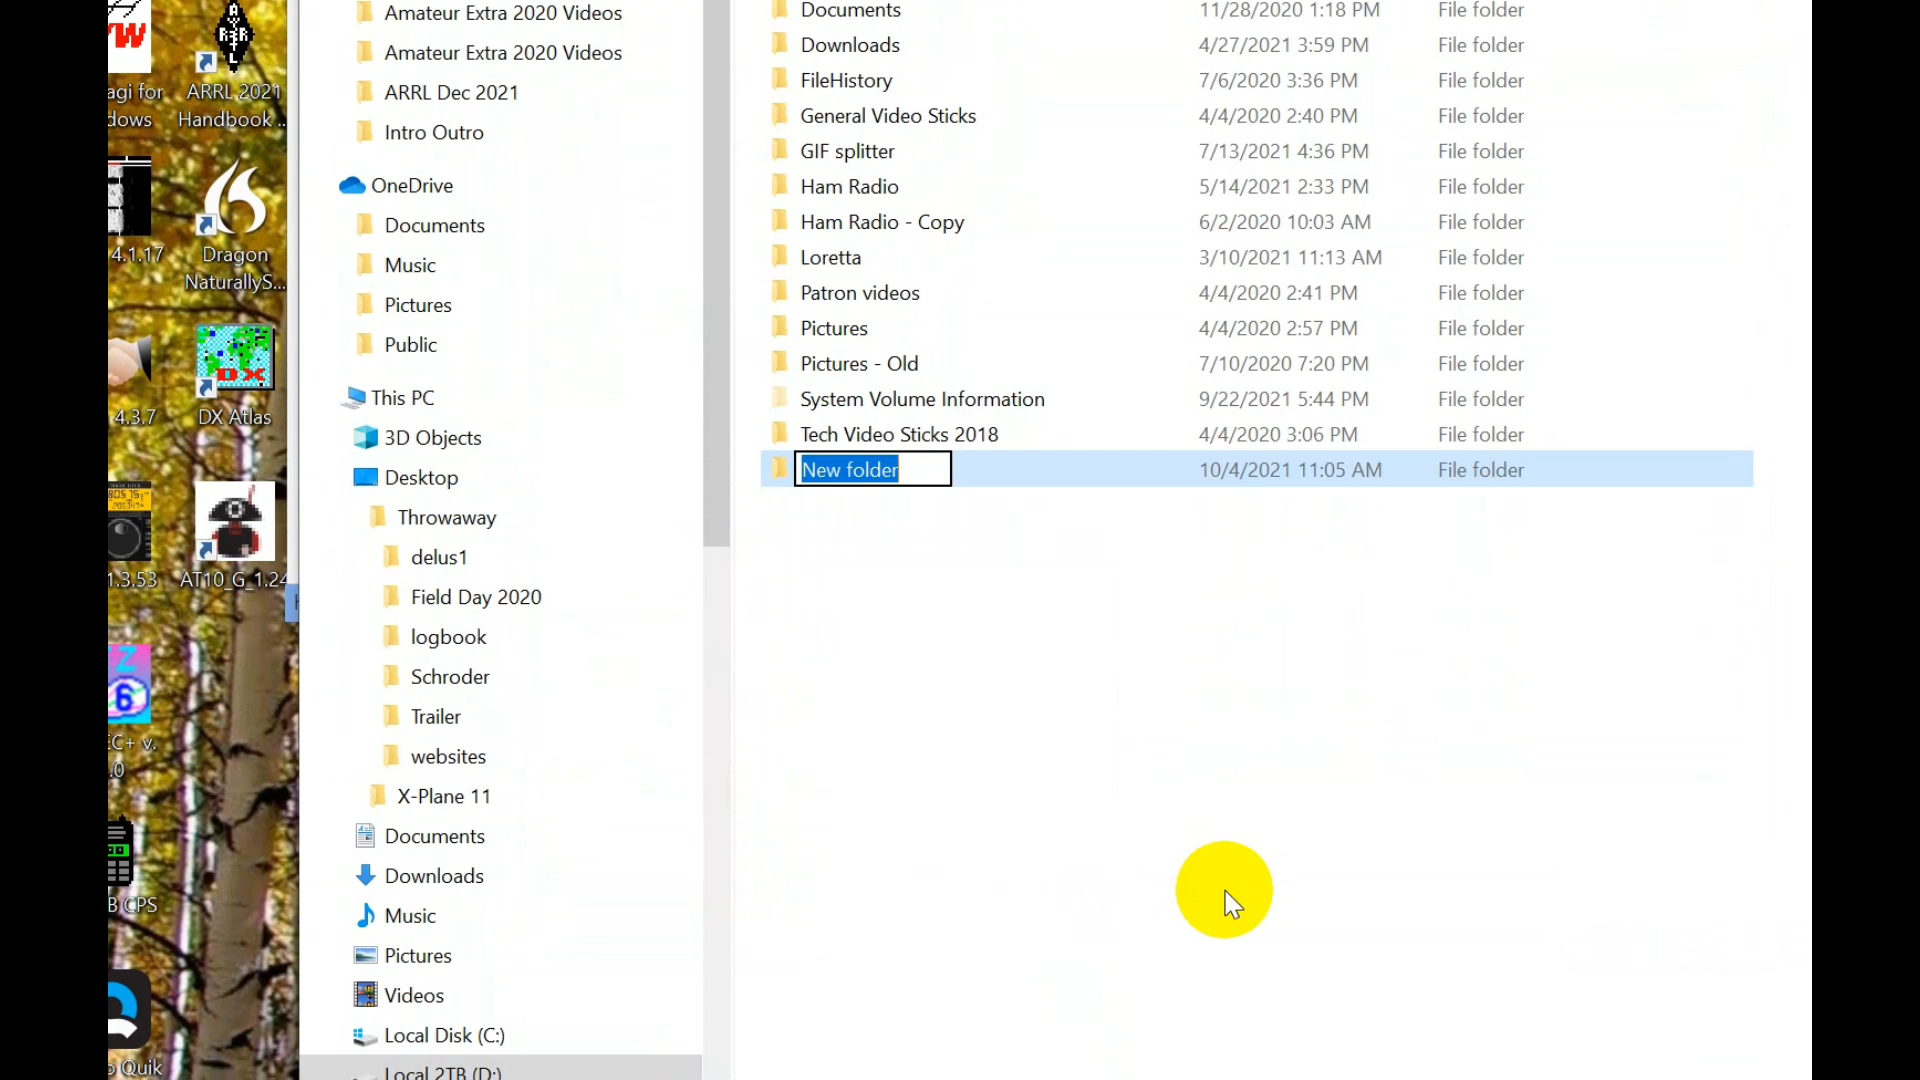 YW
ARRL
agi for
dows
ARRL 2021
Handbook ...
4.1.17
Dragon
NaturallyS...
4.3.7
DX
DX Atlas
1.3.53
AT10_G_1.24
Z
6
EC+ v.
.0
B CPS
o Quik
Amateur Extra 2020 Videos
Amateur Extra 2020 Videos
ARRL Dec 2021
Intro Outro
OneDrive
Documents
Music
Pictures
Public
This PC
3D Objects
Desktop
Throwaway
delus1
Field Day 2020
logbook
Schroder
Trailer
websites
X-Plane 11
Documents
Downloads
Music
Pictures
Videos
Local Disk (C:)
Local 2TB (D:)
Documents 11/28/2020 1:18 PM File folder
Downloads 4/27/2021 3:59 PM File folder
FileHistory 7/6/2020 3:36 PM File folder
General Video Sticks 4/4/2020 2:40 PM File folder
GIF splitter 7/13/2021 4:36 PM File folder
Ham Radio 5/14/2021 2:33 PM File folder
Ham Radio - Copy 6/2/2020 10:03 AM File folder
Loretta 3/10/2021 11:13 AM File folder
Patron videos 4/4/2020 2:41 PM File folder
Pictures 4/4/2020 2:57 PM File folder
Pictures - Old 7/10/2020 7:20 PM File folder
System Volume Information 9/22/2021 5:44 PM File folder
Tech Video Sticks 2018 4/4/2020 3:06 PM File folder
New folder 10/4/2021 11:05 AM File folder